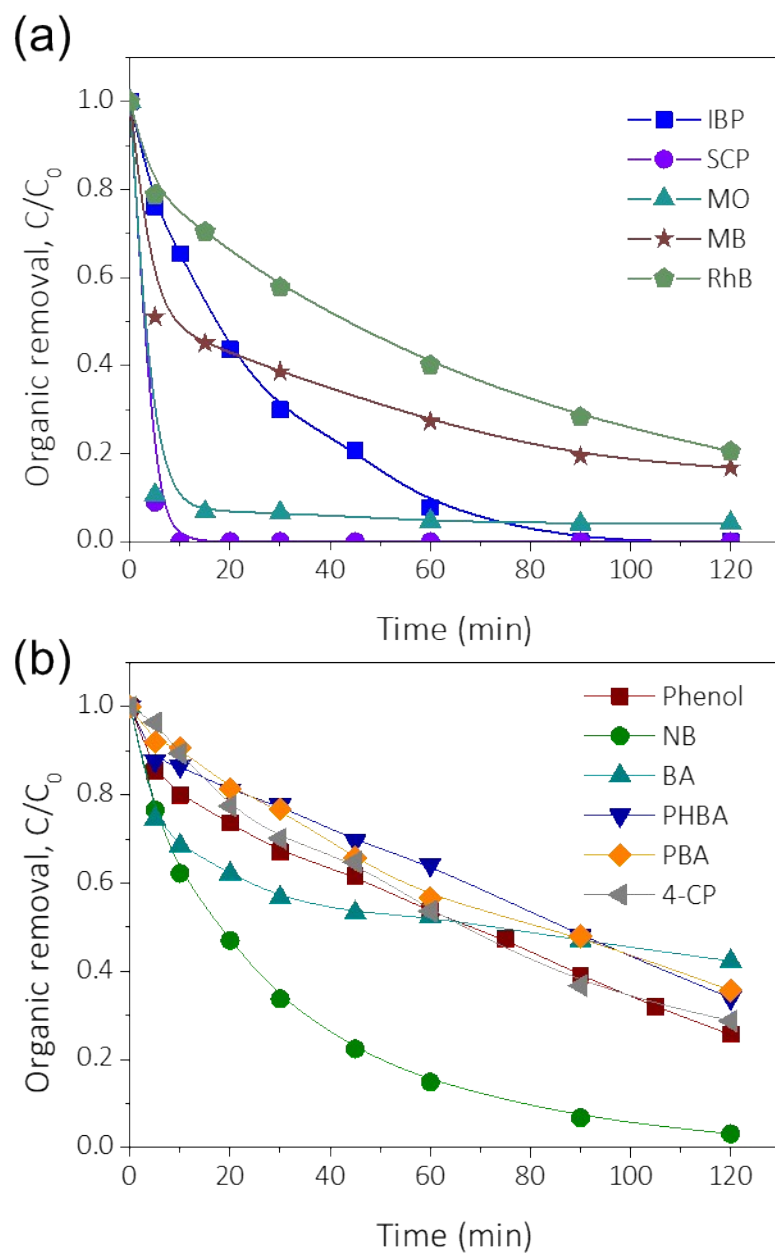 (a)
Organic removal, C/C₀
1.0
0.8
0.6
0.4
0.2
0.0
IBP
SCP
MO
MB
RhB
0 20 40 60 80 100 120
Time (min)
(b)
Organic removal, C/C₀
1.0
0.8
0.6
0.4
0.2
0.0
Phenol
NB
BA
PHBA
PBA
4-CP
0 20 40 60 80 100 120
Time (min)